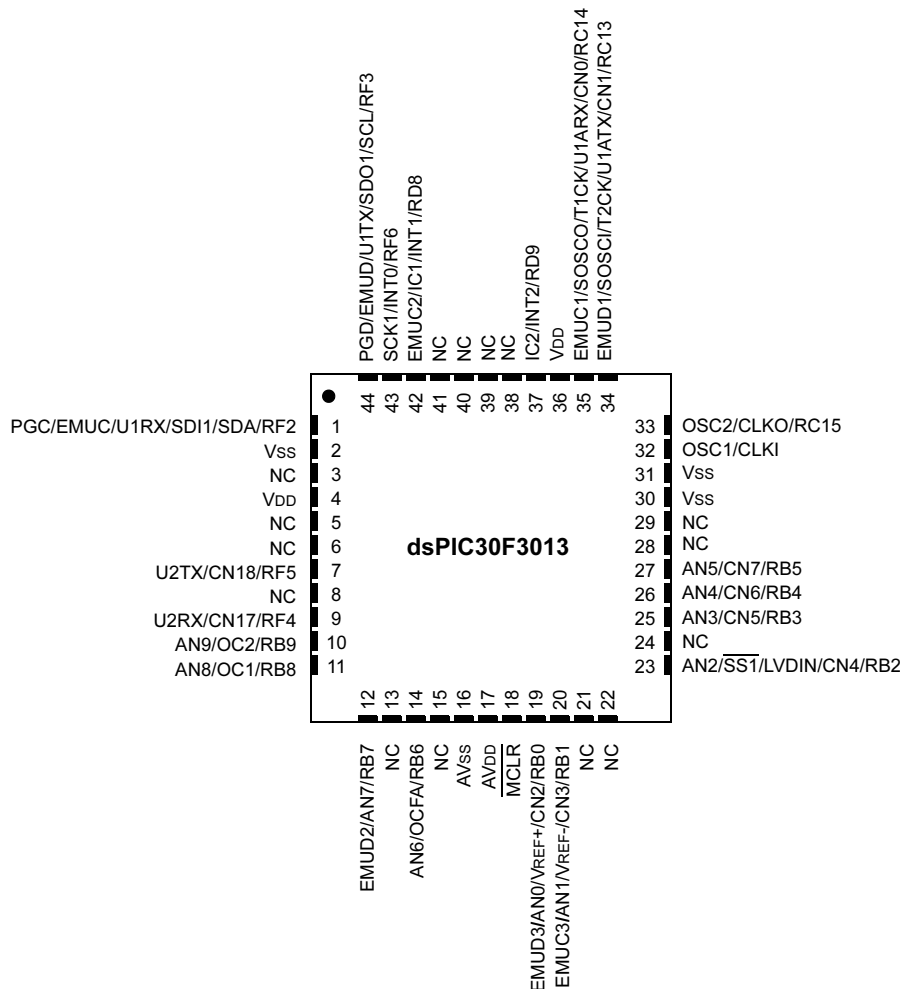 PGD/EMUD/U1TX/SDO1/SCL/RF3
SCK1/INT0/RF6
EMUC2/IC1/INT1/RD8
NC
NC
NC
NC
IC2/INT2/RD9
VDD
EMUC1/SOSCO/T1CK/U1ARX/CN0/RC14
EMUD1/SOSCI/T2CK/U1ATX/CN1/RC13
44
43
42
41
40
39
38
37
36
35
34
PGC/EMUC/U1RX/SDI1/SDA/RF2 1
VSS 2
NC 3
VDD 4
NC 5
NC 6
U2TX/CN18/RF5 7
NC 8
U2RX/CN17/RF4 9
AN9/OC2/RB9 10
AN8/OC1/RB8 11
dsPIC30F3013
33 OSC2/CLKO/RC15
32 OSC1/CLKI
31 VSS
30 VSS
29 NC
28 NC
27 AN5/CN7/RB5
26 AN4/CN6/RB4
25 AN3/CN5/RB3
24 NC
23 AN2/SS1/LVDIN/CN4/RB2
12
13
14
15
16
17
18
19
20
21
22
EMUD2/AN7/RB7
NC
AN6/OCFA/RB6
NC
AVSS
AVDD
MCLR
EMUD3/AN0/VREF+/CN2/RB0
EMUC3/AN1/VREF-/CN3/RB1
NC
NC